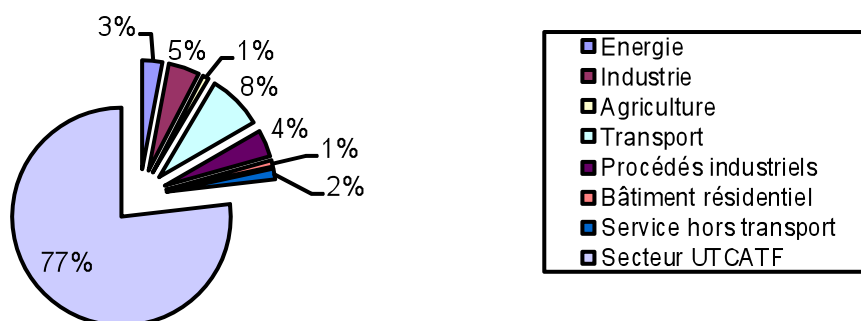 3%
5%
1%
8%
4%
1%
2%
77%
Energie
Industrie
Agriculture
Transport
Procédés industriels
Bâtiment résidentiel
Service hors transport
Secteur UTCATF